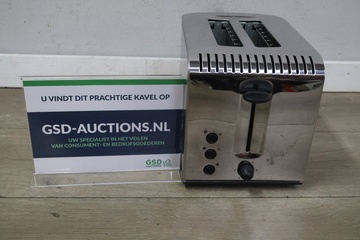 U VINDT DIT PRACHTIGE KAVEL OP
GSD-AUCTIONS.NL
UW SPECIALIST IN HET VEILEN
VAN CONSUMENT- EN BEDRIJFSGOEDEREN
GSD